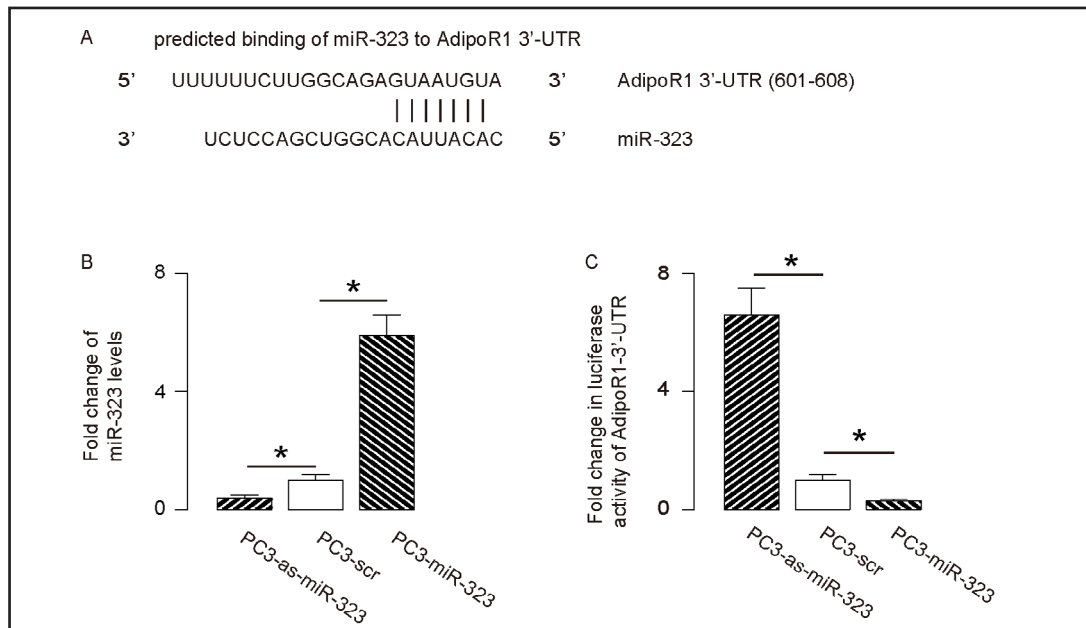 A predicted binding of miR-323 to AdipoR1 3'-UTR
5' UUUUUUCUUGGCAGAGUAAUGUA 3' AdipoR1 3'-UTR (601-608)
3' UCUCCAGCUGGCACAUUACAC 5' miR-323
B
Fold change of
miR-323 levels
8
4
0
*
*
PC3-as-miR-323
PC3-scr
PC3-miR-323
C
Fold change in luciferase
activity of AdipoR1-3'-UTR
8
4
0
*
*
PC3-as-miR-323
PC3-scr
PC3-miR-323